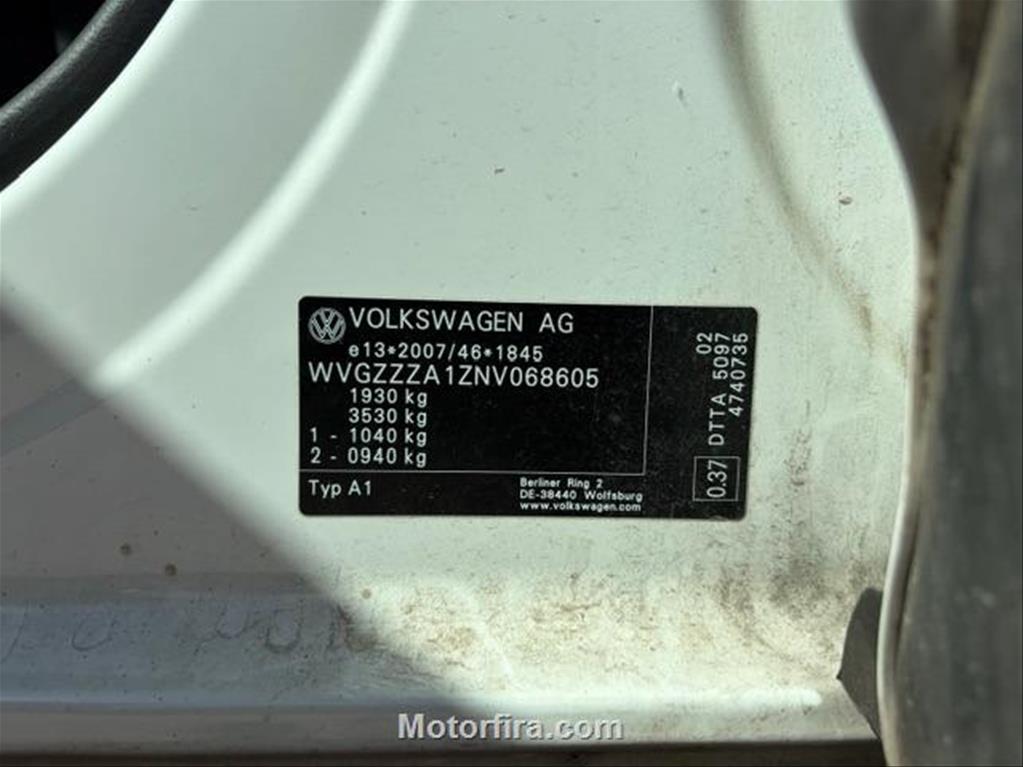 VOLKSWAGEN AG
e13*2007/46*1845
WVGZZZA1ZNV068605
1930 kg
3530 kg
1 - 1040 kg
2 - 0940 kg
Typ A1
Berliner Ring 2
DE-38440 Wolfsburg
www.volkswagen.com
02
DTTA 5097
4740735
0.37
Motorfira.com